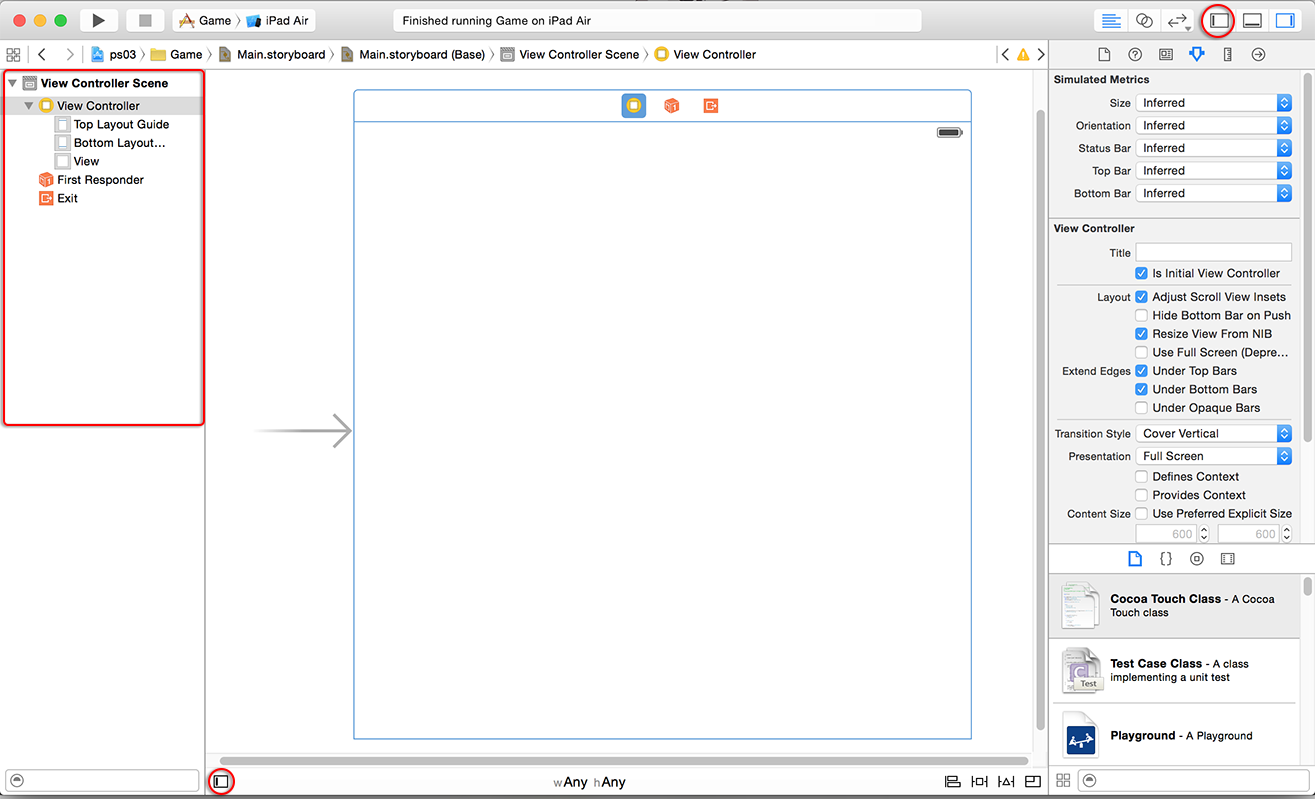 Game iPad Air
Finished running Game on iPad Air
ps03 Game Main.storyboard Main.storyboard (Base) View Controller Scene View Controller
View Controller Scene
View Controller
Top Layout Guide
Bottom Layout...
View
First Responder
Exit
1
wAny hAny
Simulated Metrics
Size Inferred
Orientation Inferred
Status Bar Inferred
Top Bar Inferred
Bottom Bar Inferred
View Controller
Title
Is Initial View Controller
Layout Adjust Scroll View Insets
Hide Bottom Bar on Push
Resize View From NIB
Use Full Screen (Depre...
Extend Edges Under Top Bars
Under Bottom Bars
Under Opaque Bars
Transition Style Cover Vertical
Presentation Full Screen
Defines Context
Provides Context
Content Size Use Preferred Explicit Size
600 600
{}
Cocoa Touch Class - A Cocoa
Touch class
C
Test
Test Case Class - A class
implementing a unit test
Playground - A Playground